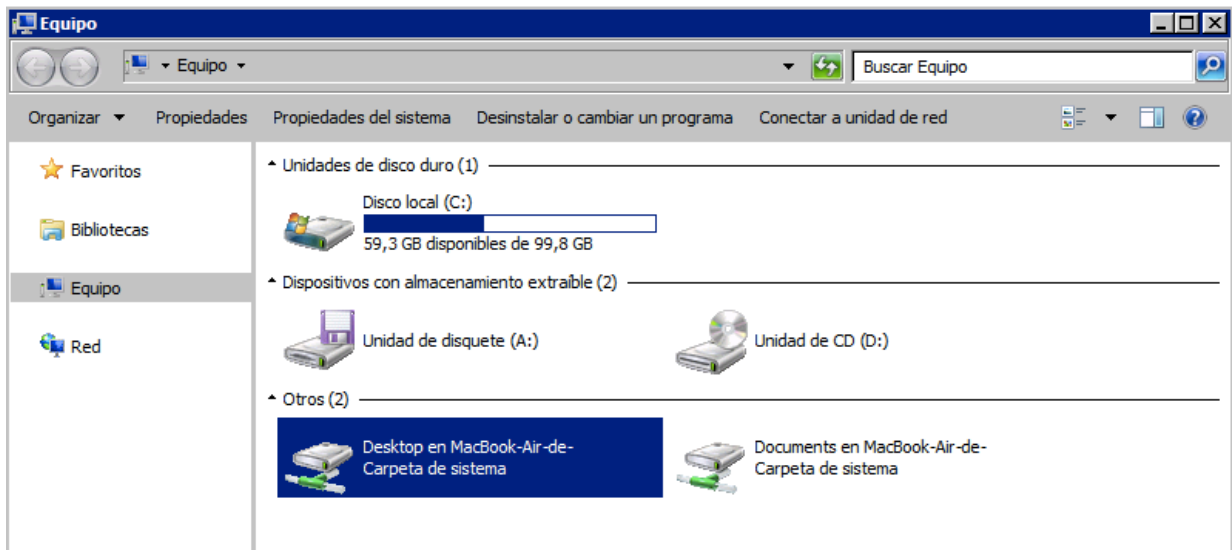 Equipo
Equipo
Buscar Equipo
Organizar Propiedades Propiedades del sistema Desinstalar o cambiar un programa Conectar a unidad de red
Favoritos
Bibliotecas
Equipo
Red
Unidades de disco duro (1)
Disco local (C:)
59,3 GB disponibles de 99,8 GB
Dispositivos con almacenamiento extraíble (2)
Unidad de disquete (A:)
Unidad de CD (D:)
Otros (2)
Desktop en MacBook-Air-de-
Carpeta de sistema
Documents en MacBook-Air-de-
Carpeta de sistema